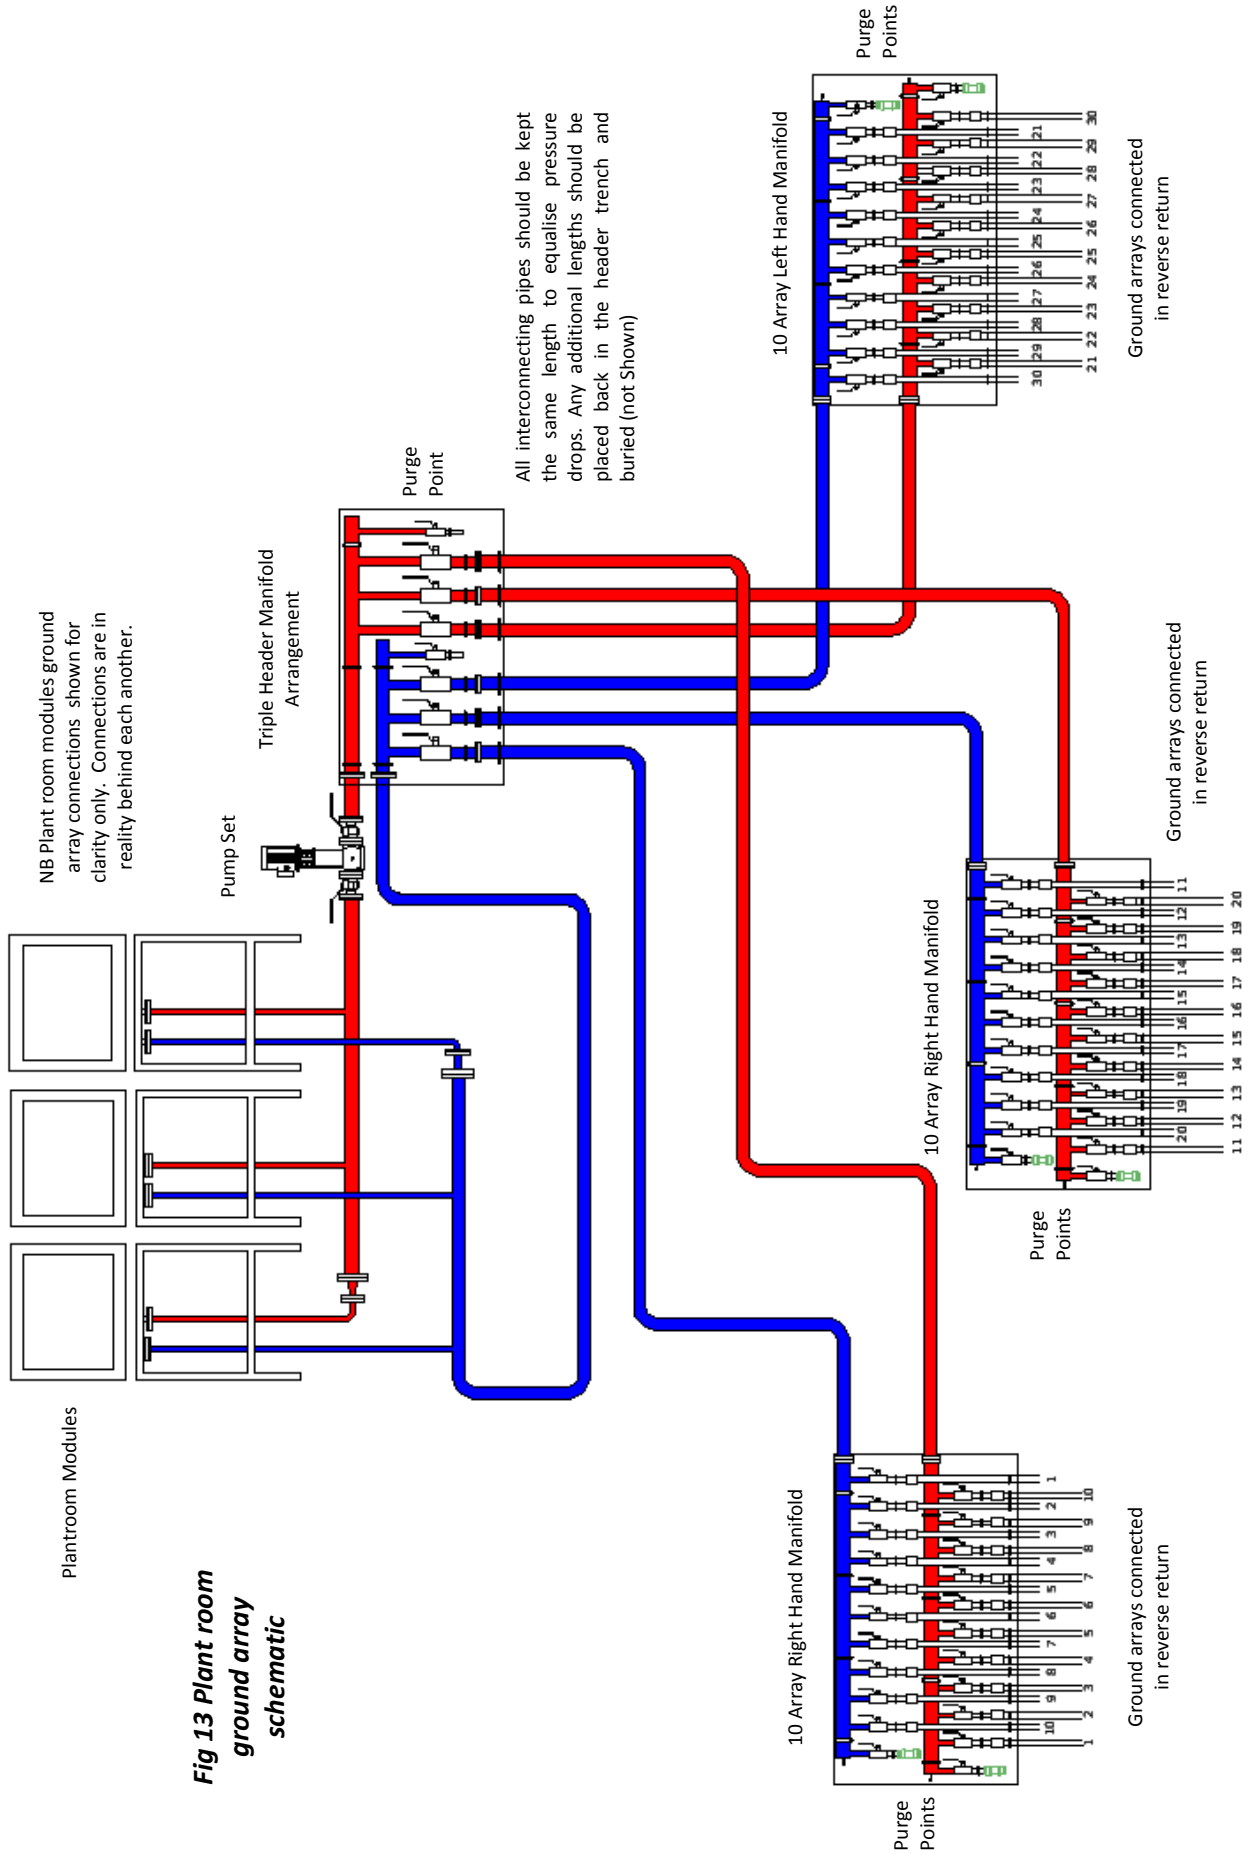 Plantroom Modules
NB Plant room modules ground
array connections shown for
clarity only. Connections are in
reality behind each another.
Fig 13 Plant room
ground array
schematic
Pump Set
Triple Header Manifold
Arrangement
Purge
Point
All interconnecting pipes should be kept
the same length to equalise pressure
drops. Any additional lengths should be
placed back in the header trench and
buried (not Shown)
10 Array Right Hand Manifold
Purge
Points
10 9 8 7 6 5 4 3 2 1
1 2 3 4 5 6 7 8 9 10
Ground arrays connected
in reverse return
10 Array Right Hand Manifold
Purge
Points
20 19 18 17 16 15 14 13 12 11
11 12 13 14 15 16 17 18 19 20
Ground arrays connected
in reverse return
10 Array Left Hand Manifold
Purge
Points
30 29 28 27 26 25 24 23 22 21
21 22 23 24 25 26 27 28 29 30
Ground arrays connected
in reverse return